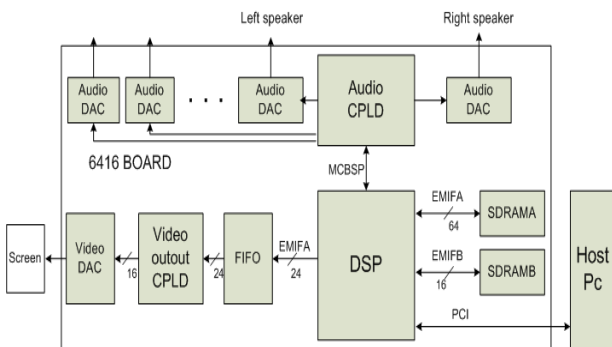 Left speaker
Right speaker
Audio
DAC
Audio
DAC
. . .
Audio
DAC
Audio
CPLD
Audio
DAC
6416 BOARD
MCBSP
Screen
Video
DAC
16
Video
outout
CPLD
24
FIFO
EMIFA
24
DSP
EMIFA
64
SDRAMA
EMIFB
16
SDRAMB
PCI
Host
Pc